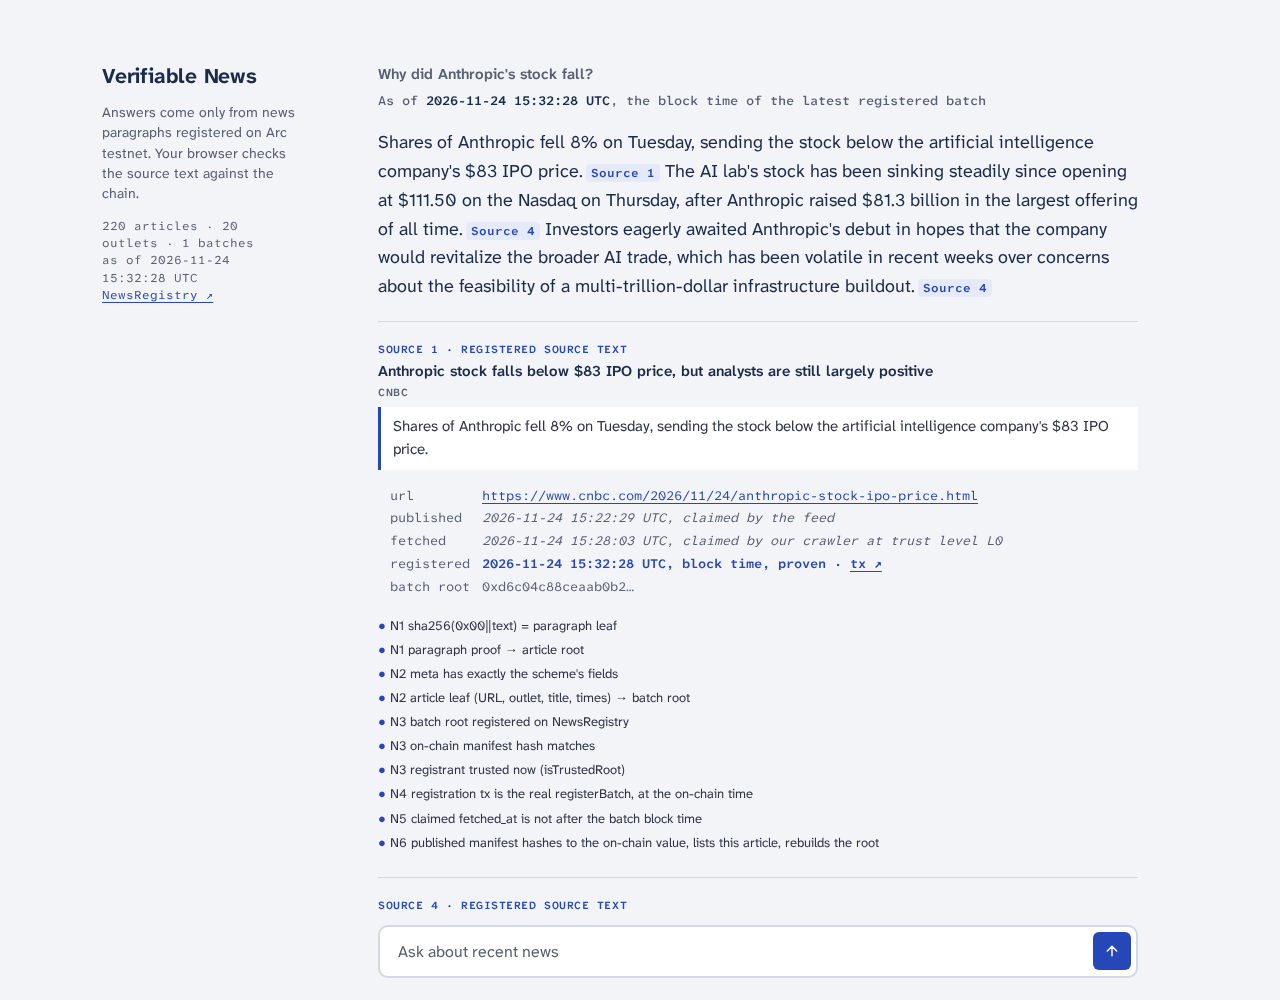 Verifiable News
Answers come only from news
paragraphs registered on Arc
testnet. Your browser checks
the source text against the
chain.
220 articles · 20
outlets · 1 batches
as of 2026-11-24
15:32:28 UTC
NewsRegistry ↗
Why did Anthropic's stock fall?
As of 2026-11-24 15:32:28 UTC, the block time of the latest registered batch
Shares of Anthropic fell 8% on Tuesday, sending the stock below the artificial intelligence
company's $83 IPO price. Source 1 The AI lab's stock has been sinking steadily since opening
at $111.50 on the Nasdaq on Thursday, after Anthropic raised $81.3 billion in the largest offering
of all time. Source 4 Investors eagerly awaited Anthropic's debut in hopes that the company
would revitalize the broader AI trade, which has been volatile in recent weeks over concerns
about the feasibility of a multi-trillion-dollar infrastructure buildout. Source 4
SOURCE 1 · REGISTERED SOURCE TEXT
Anthropic stock falls below $83 IPO price, but analysts are still largely positive
CNBC
Shares of Anthropic fell 8% on Tuesday, sending the stock below the artificial intelligence company's $83 IPO
price.
url https://www.cnbc.com/2026/11/24/anthropic-stock-ipo-price.html
published 2026-11-24 15:22:29 UTC, claimed by the feed
fetched 2026-11-24 15:28:03 UTC, claimed by our crawler at trust level L0
registered 2026-11-24 15:32:28 UTC, block time, proven · tx ↗
batch root 0xd6c04c88ceaab0b2…
● N1 sha256(0x00||text) = paragraph leaf
● N1 paragraph proof → article root
● N2 meta has exactly the scheme's fields
● N2 article leaf (URL, outlet, title, times) → batch root
● N3 batch root registered on NewsRegistry
● N3 on-chain manifest hash matches
● N3 registrant trusted now (isTrustedRoot)
● N4 registration tx is the real registerBatch, at the on-chain time
● N5 claimed fetched_at is not after the batch block time
● N6 published manifest hashes to the on-chain value, lists this article, rebuilds the root
SOURCE 4 · REGISTERED SOURCE TEXT
Ask about recent news